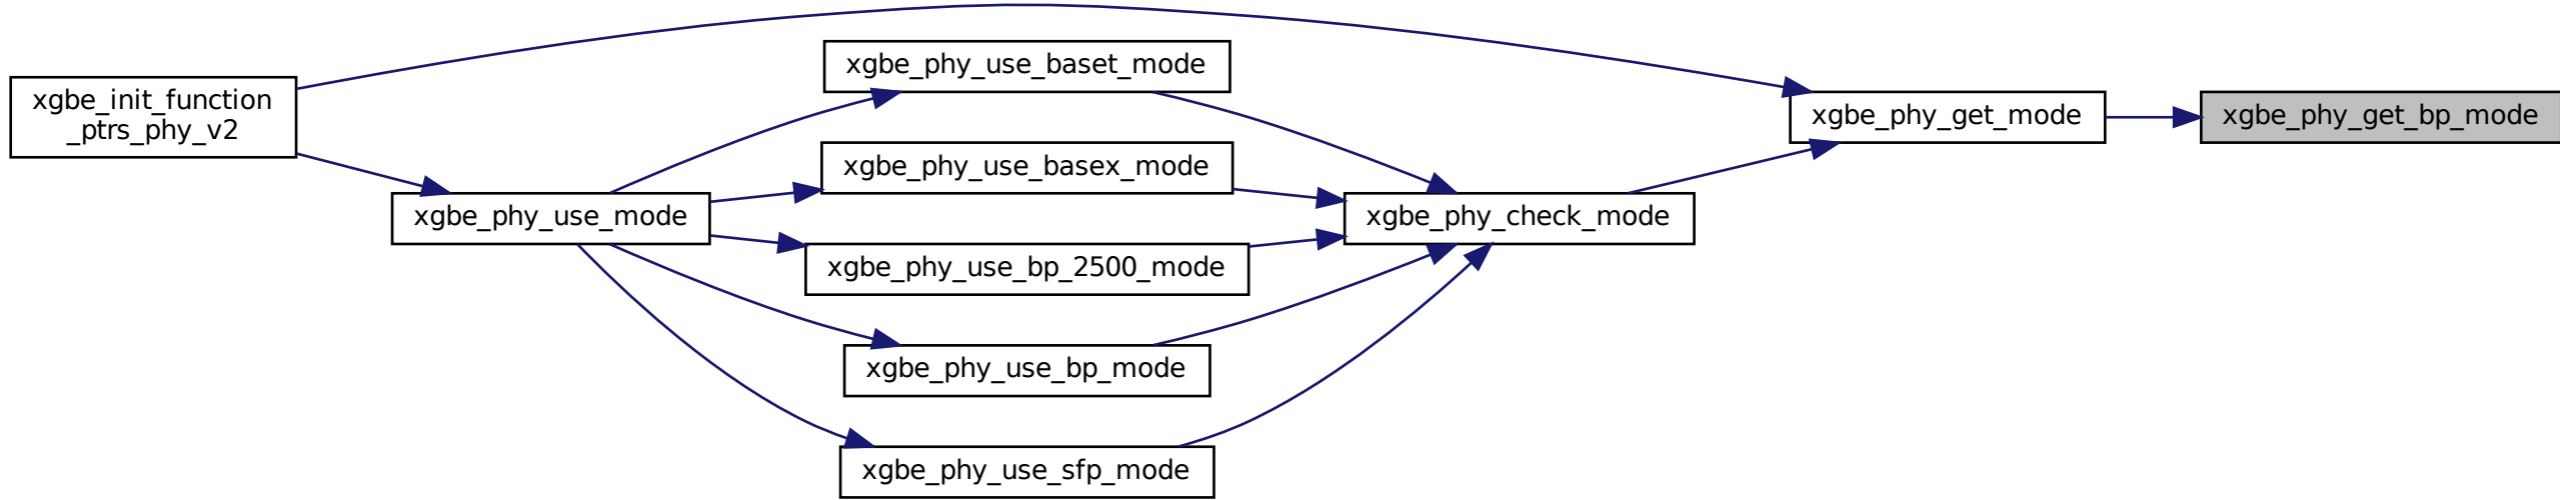 xgbe_init_function
_ptrs_phy_v2
xgbe_phy_use_mode
xgbe_phy_use_baset_mode
xgbe_phy_use_basex_mode
xgbe_phy_use_bp_2500_mode
xgbe_phy_use_bp_mode
xgbe_phy_use_sfp_mode
xgbe_phy_check_mode
xgbe_phy_get_mode
xgbe_phy_get_bp_mode